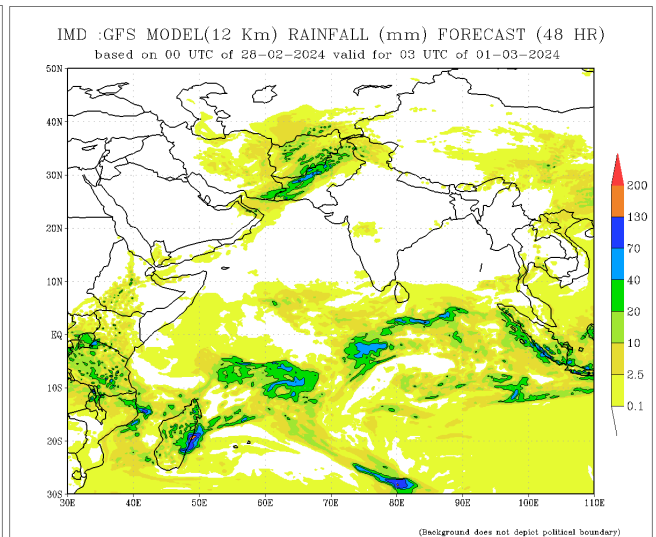 IMD :GFS MODEL(12 Km) RAINFALL (mm) FORECAST (48 HR)
based on 00 UTC of 28-02-2024 valid for 03 UTC of 01-03-2024
50N
40N
30N
20N
10N
EQ
10S
20S
30S
30E 40E 50E 60E 70E 80E 90E 100E 110E
200
130
70
40
20
10
2.5
0.1
(Background does not depict political boundary)